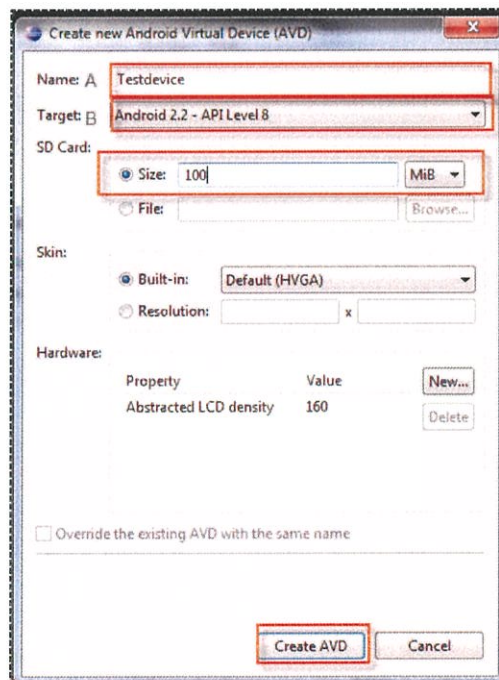 Create new Android Virtual Device (AVD)
Name: A Testdevice
Target: B Android 2.2 - API Level 8
SD Card:
Size: 100 MiB
File: Browse...
Skin:
Built-in: Default (HVGA)
Resolution: x
Hardware:
Property Value New...
Abstracted LCD density 160 Delete
Override the existing AVD with the same name
Create AVD Cancel